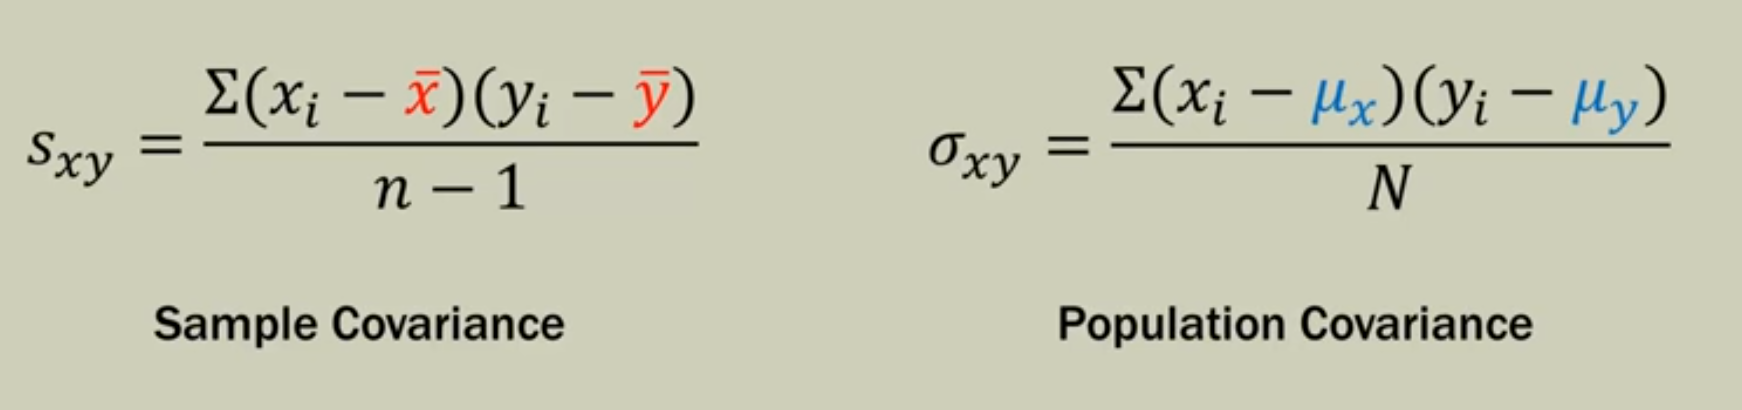 s_xy = Σ(x_i − x̄)(y_i − ȳ) / n − 1
σ_xy = Σ(x_i − μ_x)(y_i − μ_y) / N
Sample Covariance
Population Covariance